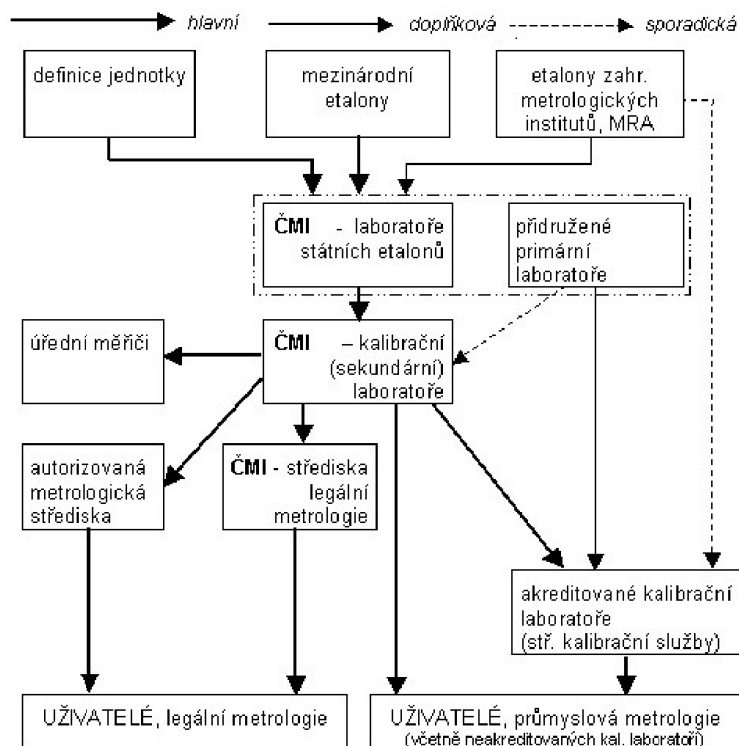 hlavní doplňková sporadická
definice jednotky
mezinárodní
etalony
etalony zahr.
metrologických
institutů, MRA
ČMI - laboratoře
státních etalonů
přidružené
primární
laboratoře
úřední měřiči
ČMI – kalibrační
(sekundární)
laboratoře
autorizovaná
metrologická
střediska
ČMI - střediska
legální
metrologie
akreditované kalibrační
laboratoře
(stř. kalibrační služby)
UŽIVATELÉ, legální metrologie
UŽIVATELÉ, průmyslová metrologie
(včetně neakreditovaných kal. laboratoří)